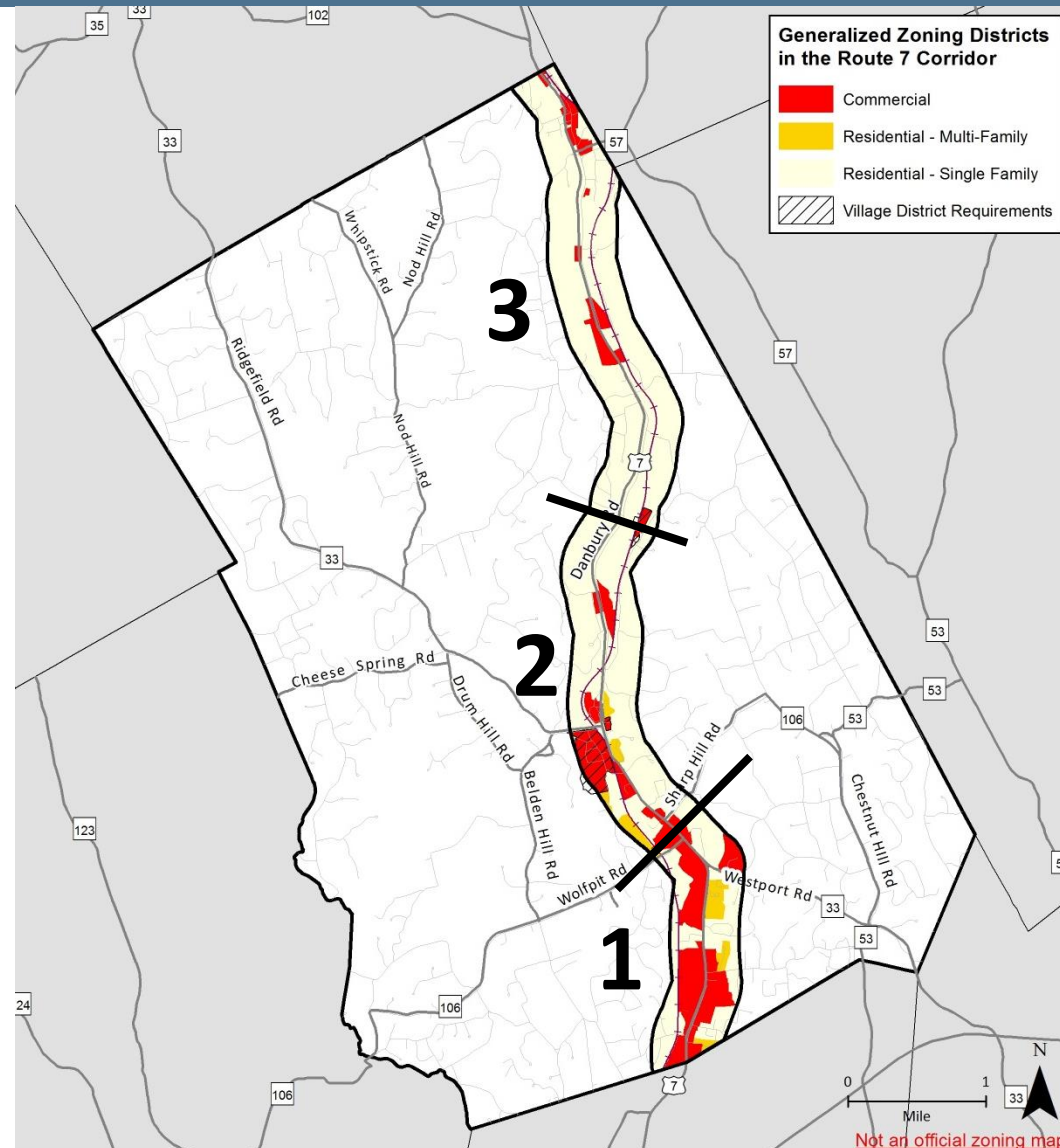 33
102
35
Generalized Zoning Districts
in the Route 7 Corridor
Commercial
Residential - Multi-Family
Residential - Single Family
Village District Requirements
33
57
Whipstick Rd
Nod Hill Rd
3
57
Ridgefield Rd
Nod Hill Rd
7
Danbury Rd
33
53
2
Cheese Spring Rd
53
Drum Hill Rd
106
53
Sharp Hill Rd
Belden Hill Rd
Chestnut Hill Rd
123
Wolfpit Rd
Westport Rd
33
1
53
24
106
7
106
N
0
1
Mile
33
Not an official zoning map